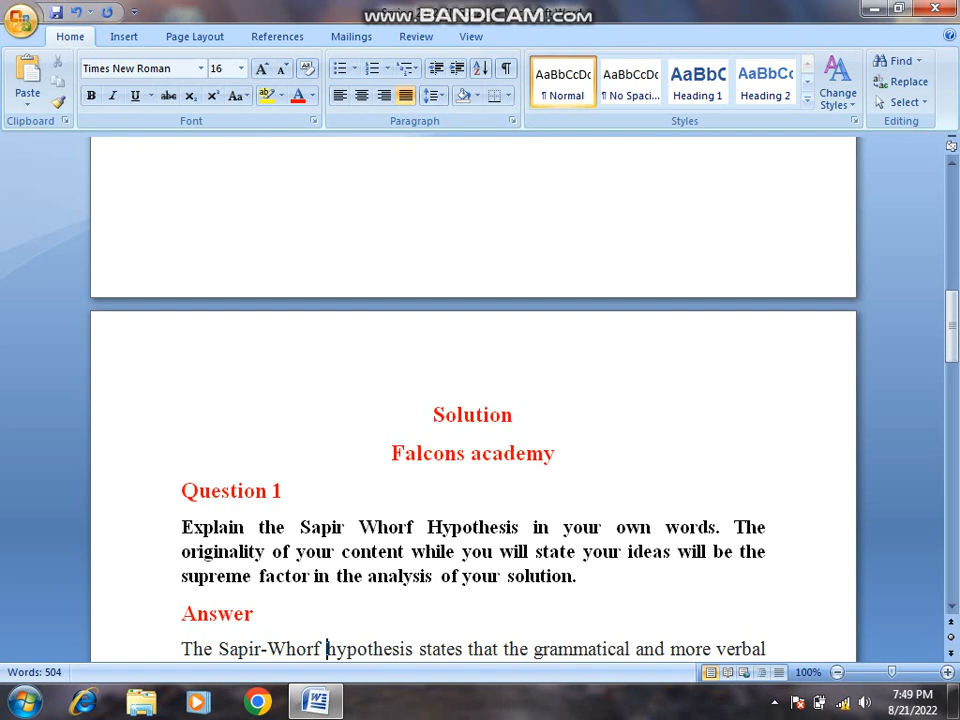 www.BANDICAM.com
Home Insert Page Layout References Mailings Review View
Paste
Clipboard
Times New Roman 16
B I U abc X₂ X² Aa
Font
Paragraph
AaBbCcDc AaBbCcDc AaBbC AaBbCc
¶ Normal ¶ No Spaci... Heading 1 Heading 2
Change Styles
Styles
Find
Replace
Select
Editing
Solution
Falcons academy
Question 1
Explain the Sapir Whorf Hypothesis in your own words. The
originality of your content while you will state your ideas will be the
supreme factor in the analysis of your solution.
Answer
The Sapir-Whorf hypothesis states that the grammatical and more verbal
Words: 504
100%
7:49 PM
8/21/2022